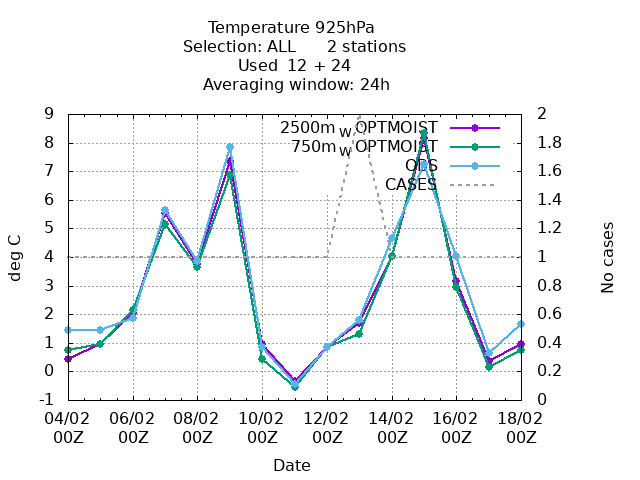 Temperature 925hPa
Selection: ALL 2 stations
Used 12 + 24
Averaging window: 24h
9
8
7
6
5
4
3
2
1
0
-1
deg C
2500m_WOPTMOIST
750m_WOPTMOIST
OBS
CASES
2
1.8
1.6
1.4
1.2
1
0.8
0.6
0.4
0.2
0
No cases
04/02 06/02 08/02 10/02 12/02 14/02 16/02 18/02
00Z 00Z 00Z 00Z 00Z 00Z 00Z 00Z
Date